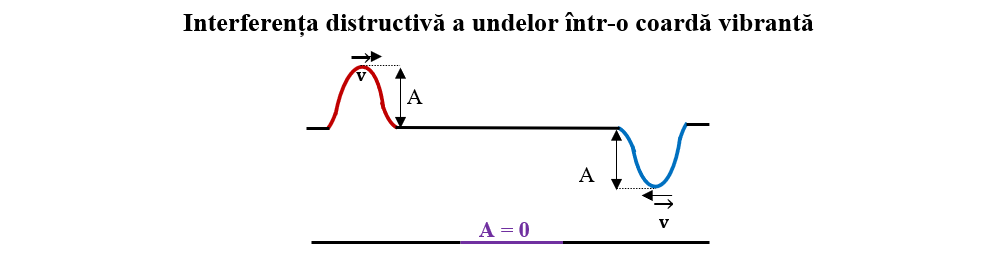 Interferența distructivă a undelor într-o coardă vibrantă
v
A
A
v
A = 0